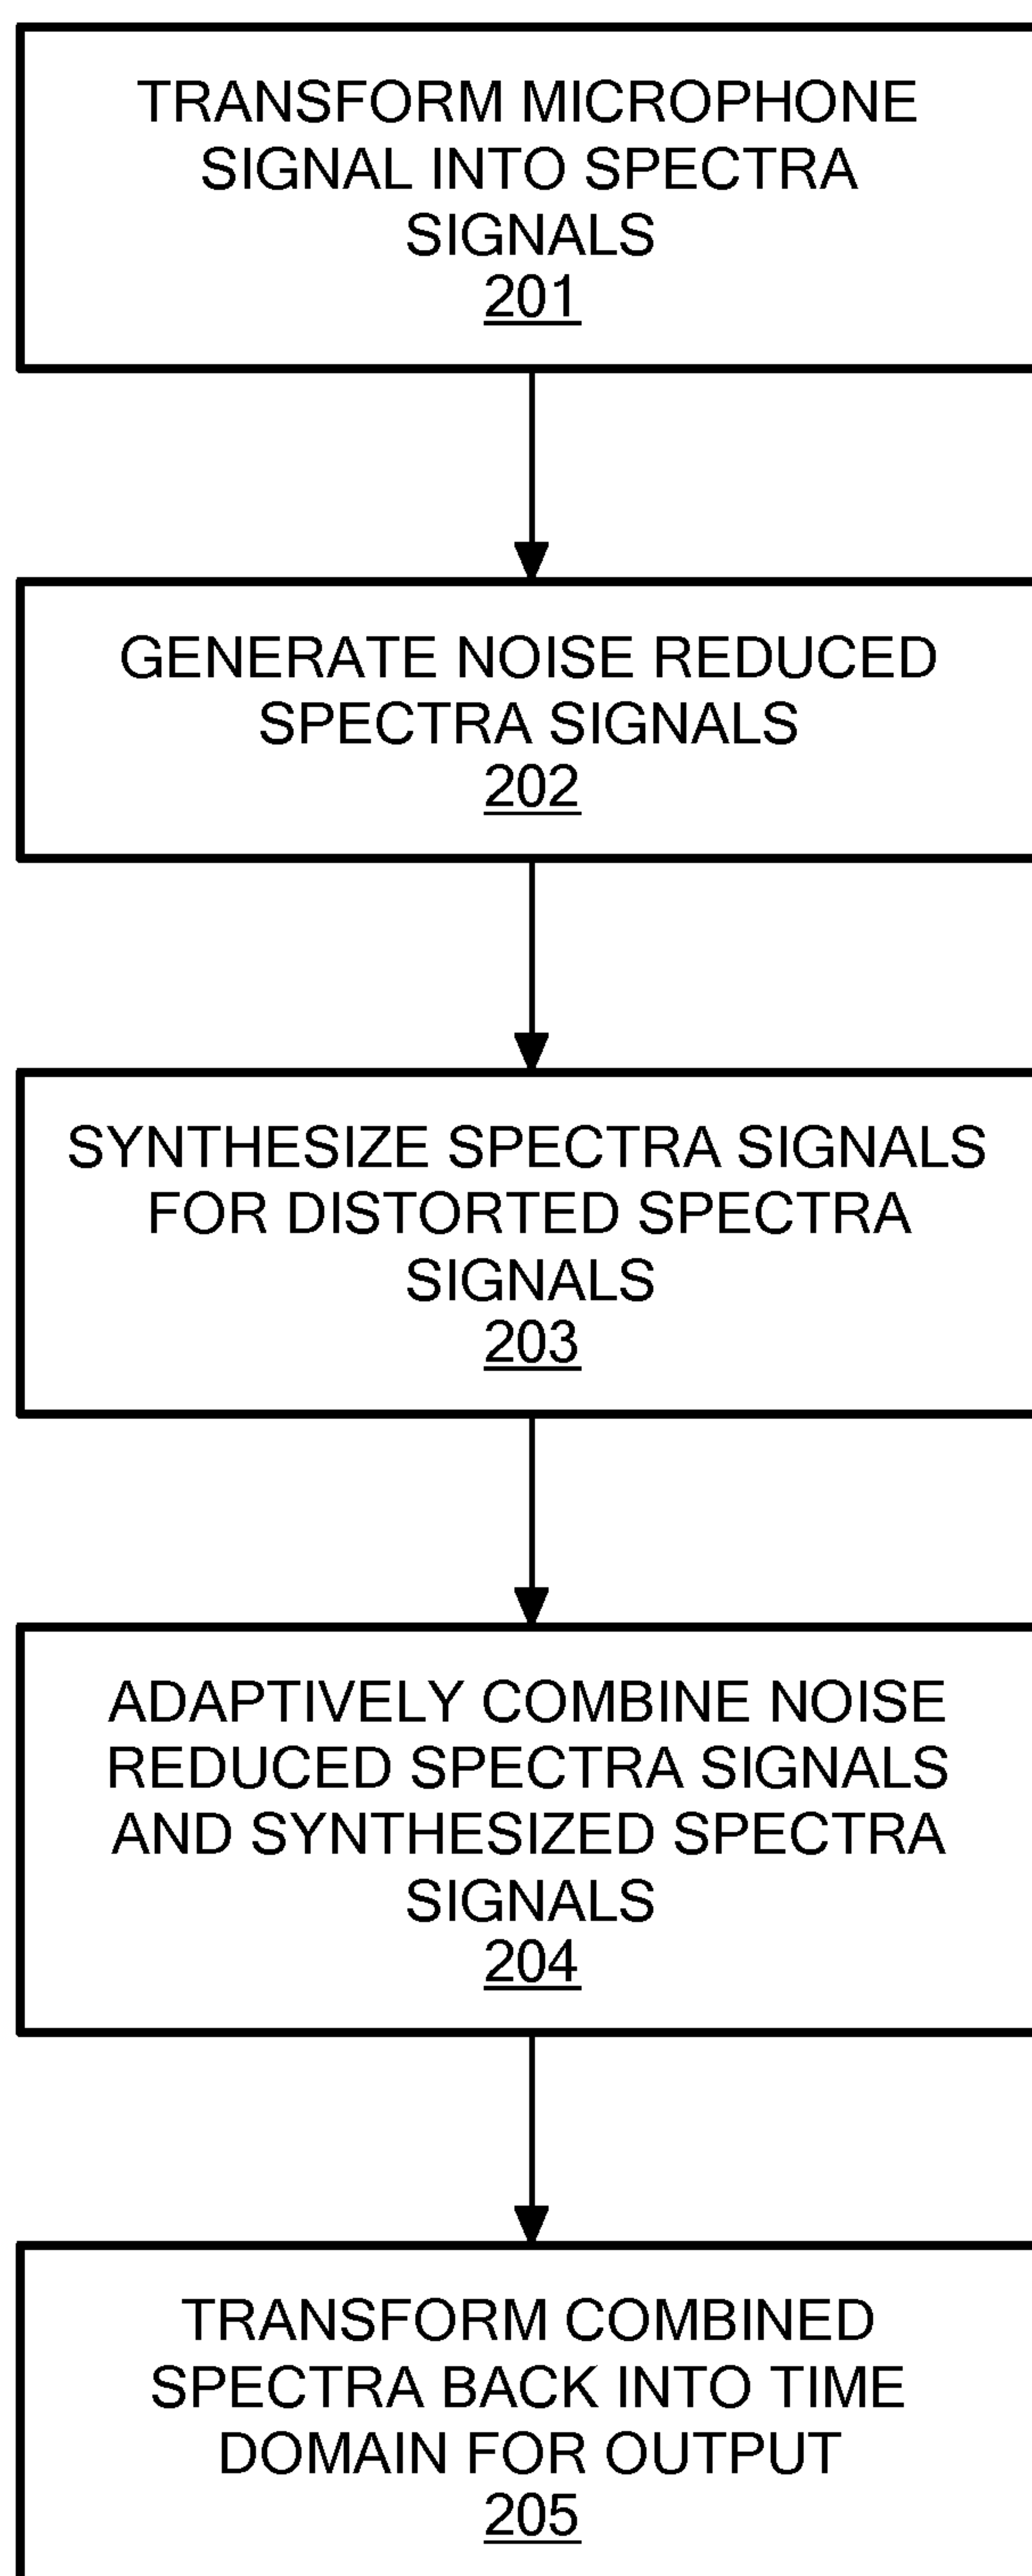 TRANSFORM MICROPHONE
SIGNAL INTO SPECTRA
SIGNALS
201
GENERATE NOISE REDUCED
SPECTRA SIGNALS
202
SYNTHESIZE SPECTRA SIGNALS
FOR DISTORTED SPECTRA
SIGNALS
203
ADAPTIVELY COMBINE NOISE
REDUCED SPECTRA SIGNALS
AND SYNTHESIZED SPECTRA
SIGNALS
204
TRANSFORM COMBINED
SPECTRA BACK INTO TIME
DOMAIN FOR OUTPUT
205